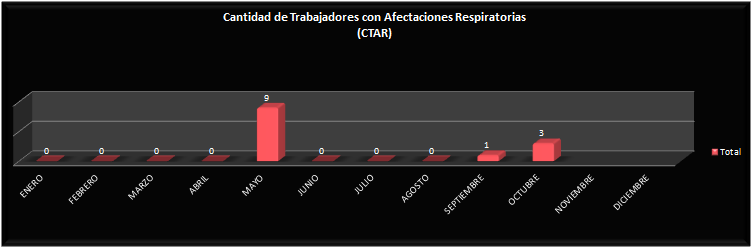 Cantidad de Trabajadores con Afectaciones Respiratorias
(CTAR)
0 0 0 0 9 0 0 0 1 3
ENERO FEBRERO MARZO ABRIL MAYO JUNIO JULIO AGOSTO SEPTIEMBRE OCTUBRE NOVIEMBRE DICIEMBRE
Total